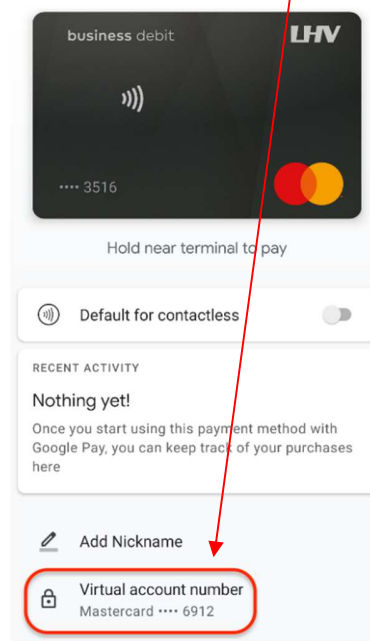 business debit LHV
•••• 3516
Hold near terminal to pay
Default for contactless
RECENT ACTIVITY
Nothing yet!
Once you start using this payment method with
Google Pay, you can keep track of your purchases
here
Add Nickname
Virtual account number
Mastercard •••• 6912